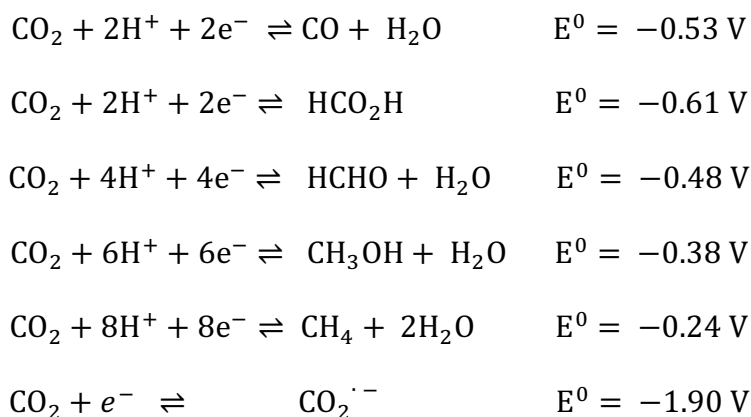 CO₂ + 2H⁺ + 2e⁻ ⇌ CO + H₂O E⁰ = −0.53 V
CO₂ + 2H⁺ + 2e⁻ ⇌ HCO₂H E⁰ = −0.61 V
CO₂ + 4H⁺ + 4e⁻ ⇌ HCHO + H₂O E⁰ = −0.48 V
CO₂ + 6H⁺ + 6e⁻ ⇌ CH₃OH + H₂O E⁰ = −0.38 V
CO₂ + 8H⁺ + 8e⁻ ⇌ CH₄ + 2H₂O E⁰ = −0.24 V
CO₂ + e⁻ ⇌ CO₂˙⁻ E⁰ = −1.90 V